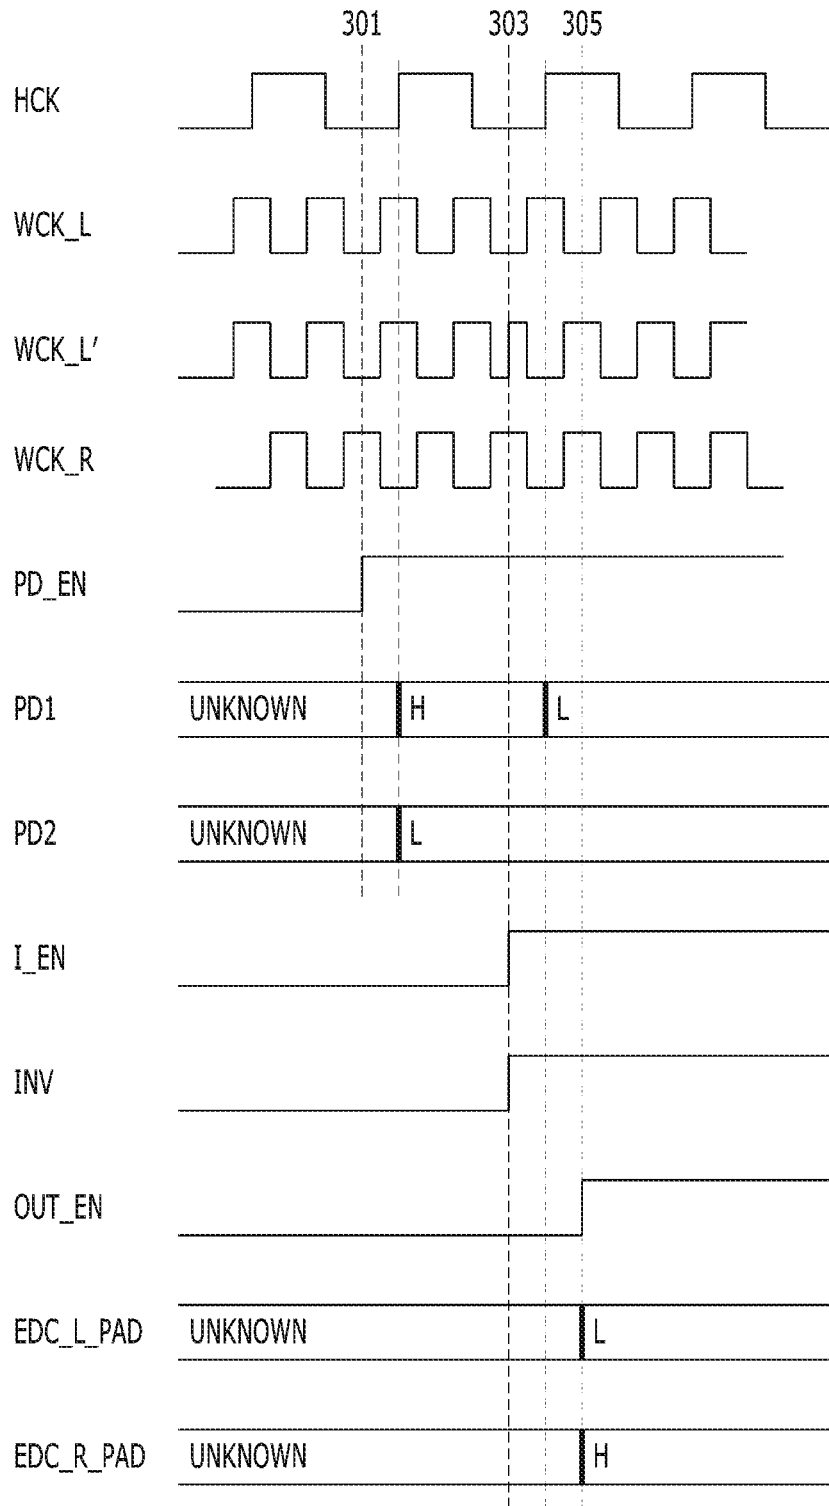 301 303 305
HCK
WCK_L
WCK_L′
WCK_R
PD_EN
PD1 UNKNOWN H L
PD2 UNKNOWN L
I_EN
INV
OUT_EN
EDC_L_PAD UNKNOWN L
EDC_R_PAD UNKNOWN H